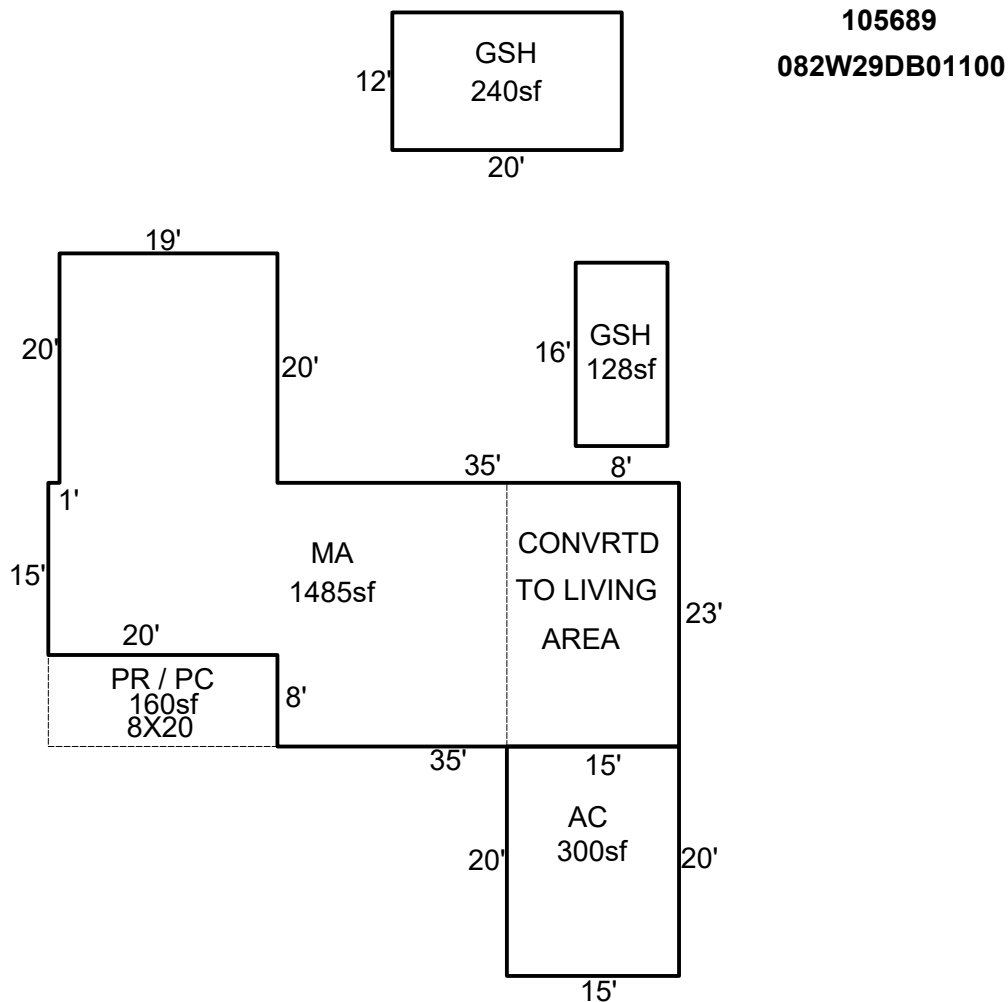 105689
082W29DB01100
GSH
240sf
12'
20'
19'
20'
20'
GSH
128sf
16'
8'
35'
1'
15'
MA
1485sf
CONVRTD
TO LIVING
AREA
23'
20'
PR / PC
160sf
8X20
8'
35'
15'
AC
300sf
20'
20'
15'